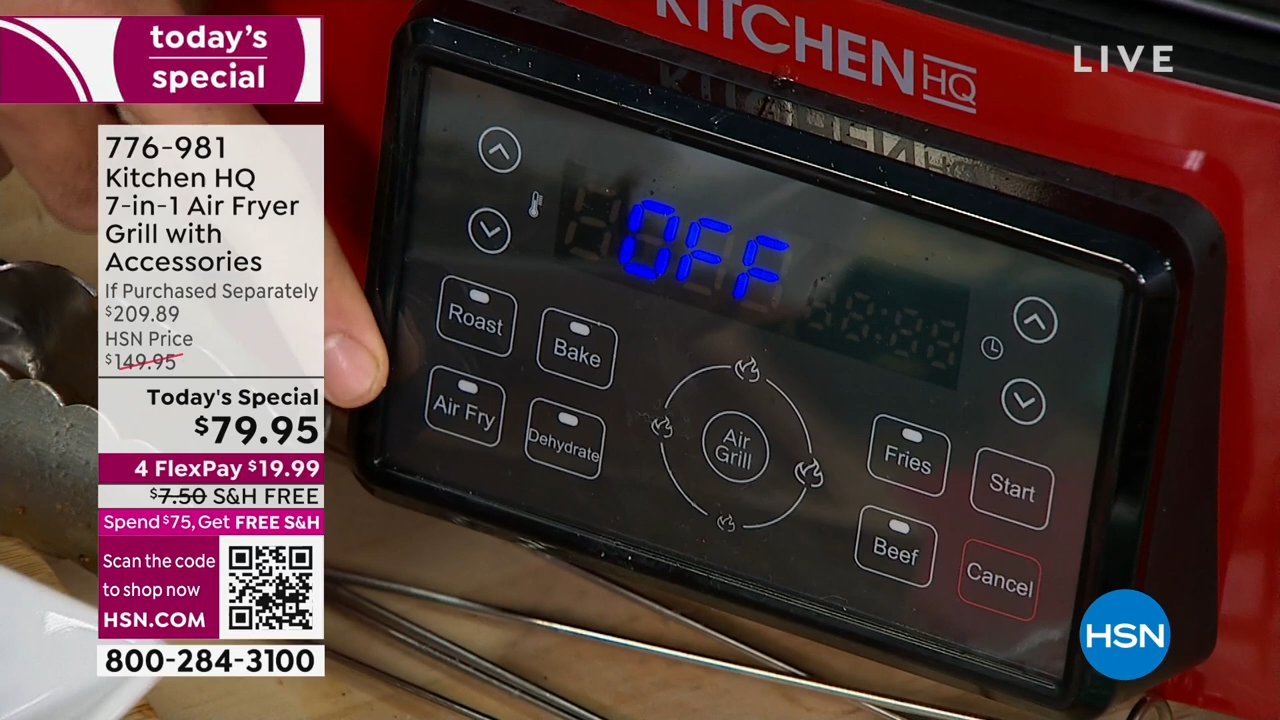 today's
special
776-981
Kitchen HQ
7-in-1 Air Fryer
Grill with
Accessories
If Purchased Separately
$209.89
HSN Price
$149.95
Today's Special
$79.95
4 FlexPay $19.99
$7.50 S&H FREE
Spend $75, Get FREE S&H
Scan the code
to shop now
HSN.COM
800-284-3100
LIVE
KITCHEN HQ
OFF
Roast
Bake
Air Fry
Dehydrate
Air
Grill
Fries
Start
Beef
Cancel
HSN